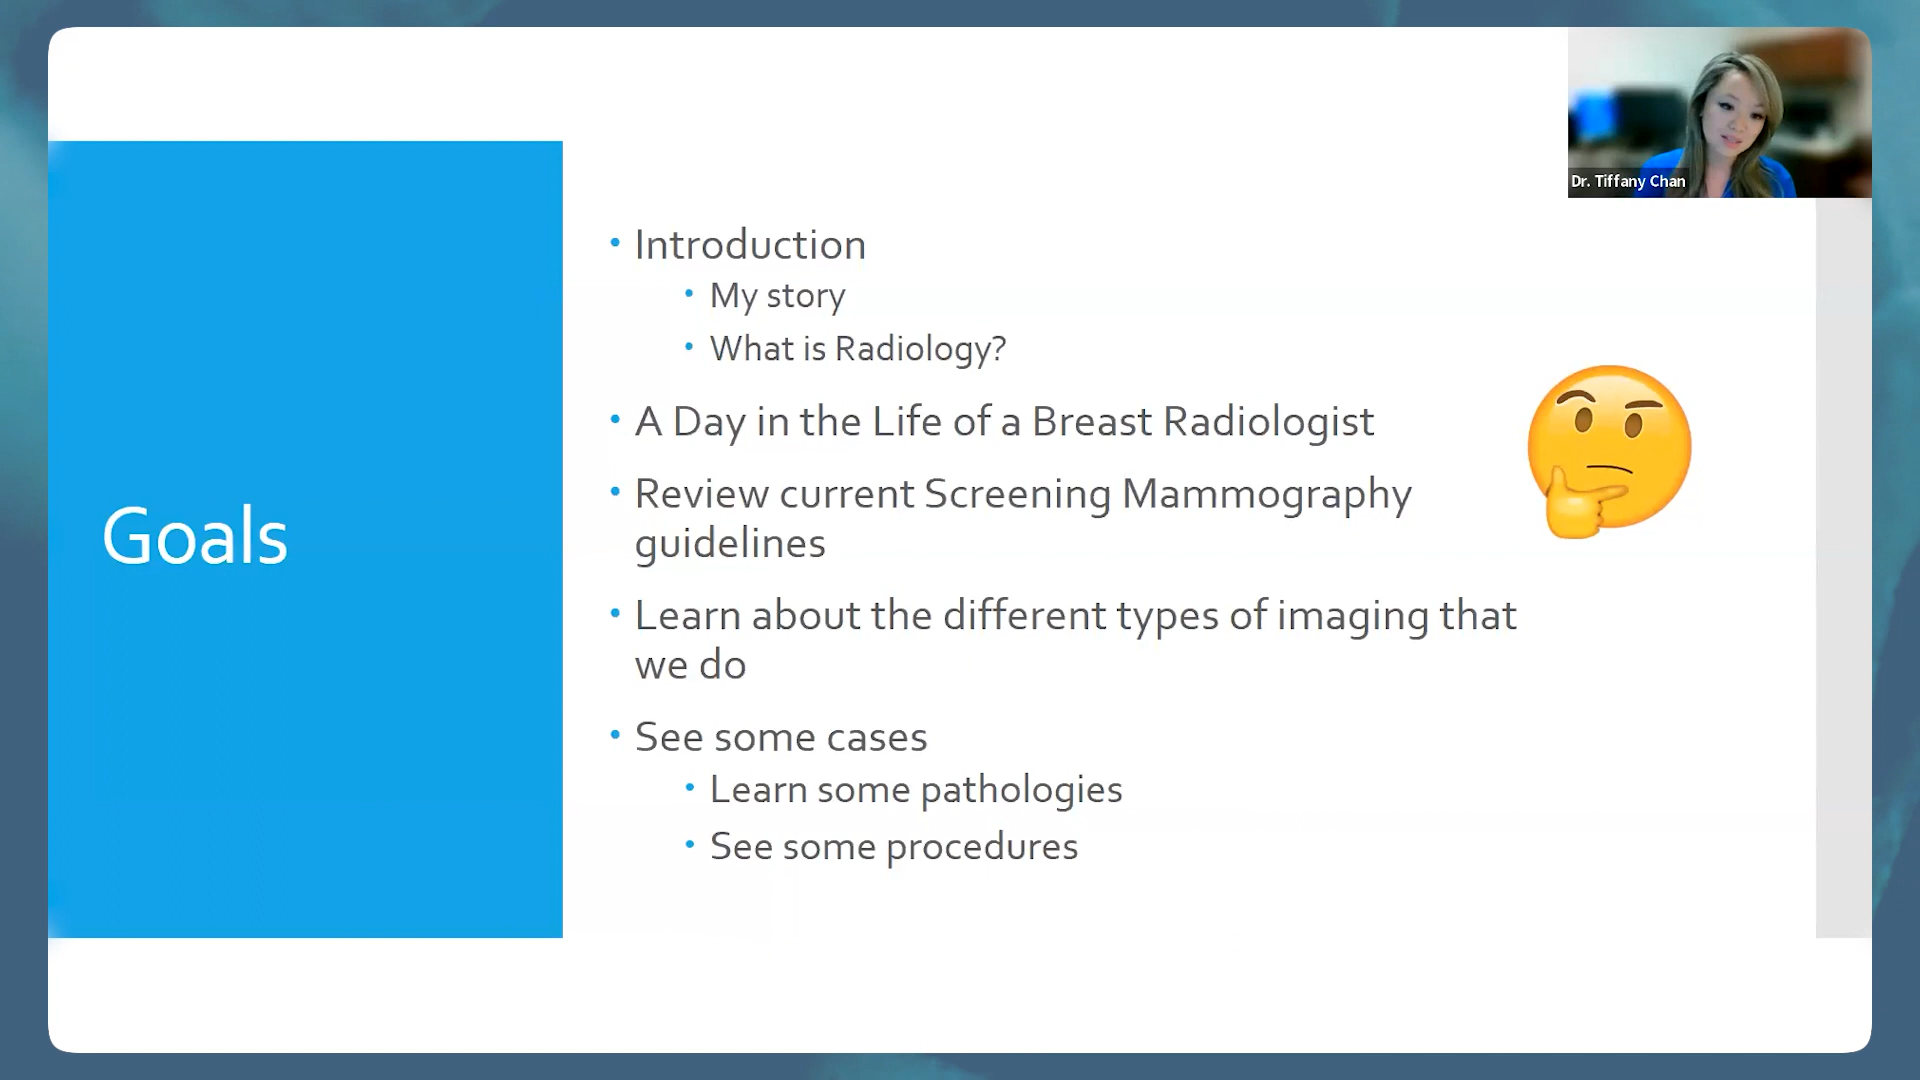 Dr. Tiffany Chan
Goals
• Introduction
• My story
• What is Radiology?
• A Day in the Life of a Breast Radiologist
• Review current Screening Mammography
guidelines
• Learn about the different types of imaging that
we do
• See some cases
• Learn some pathologies
• See some procedures